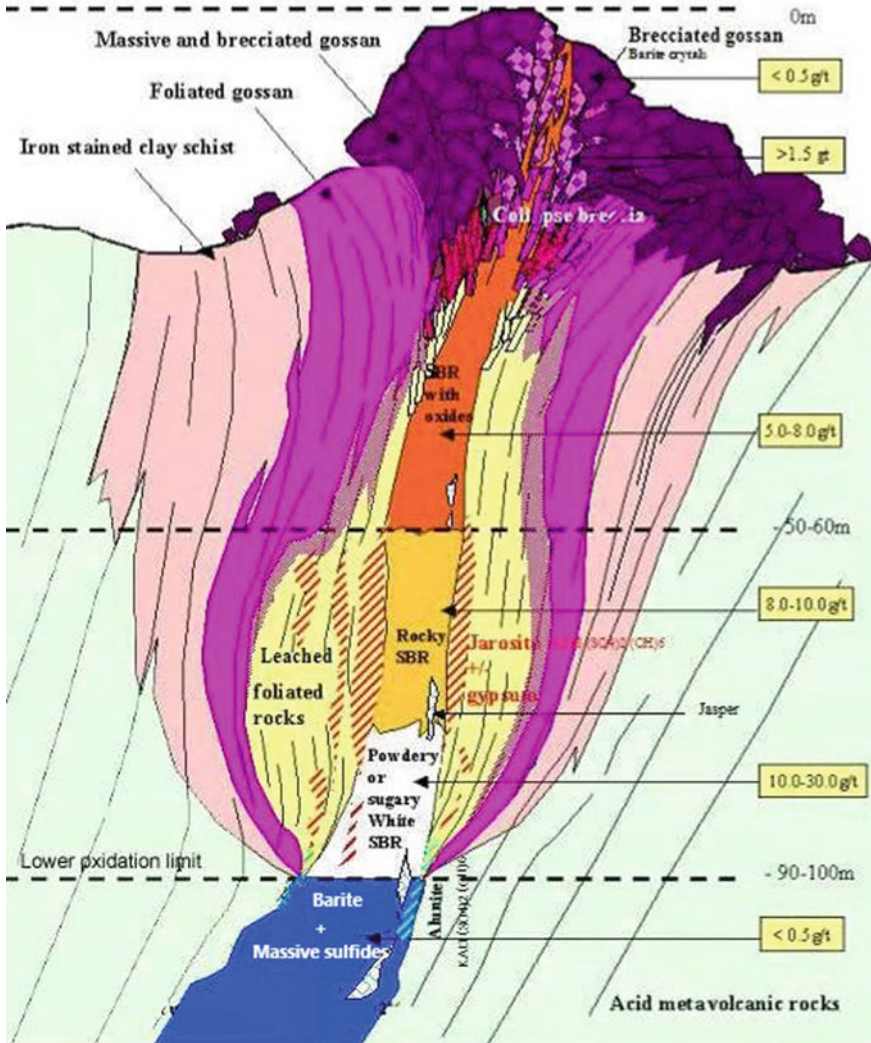 0m
Massive and brecciated gossan
Brecciated gossan
Barite crytals
< 0.5 g/t
Foliated gossan
Iron stained clay schist
>1.5 gt
SBR
with
oxides
5.0-8.0 g/t
- 50-60m
8.0-10.0g/t
Rocky
SBR
Leached
foliated
rocks
+/
Jasper
Powdery
or
sugary
White
SBR
10.0-30.0 g/t
Lower oxidation limit
- 90-100m
Barite
+
Massive sulfides
Alunite
< 0.5 g/t
Acid metavolcanic rocks